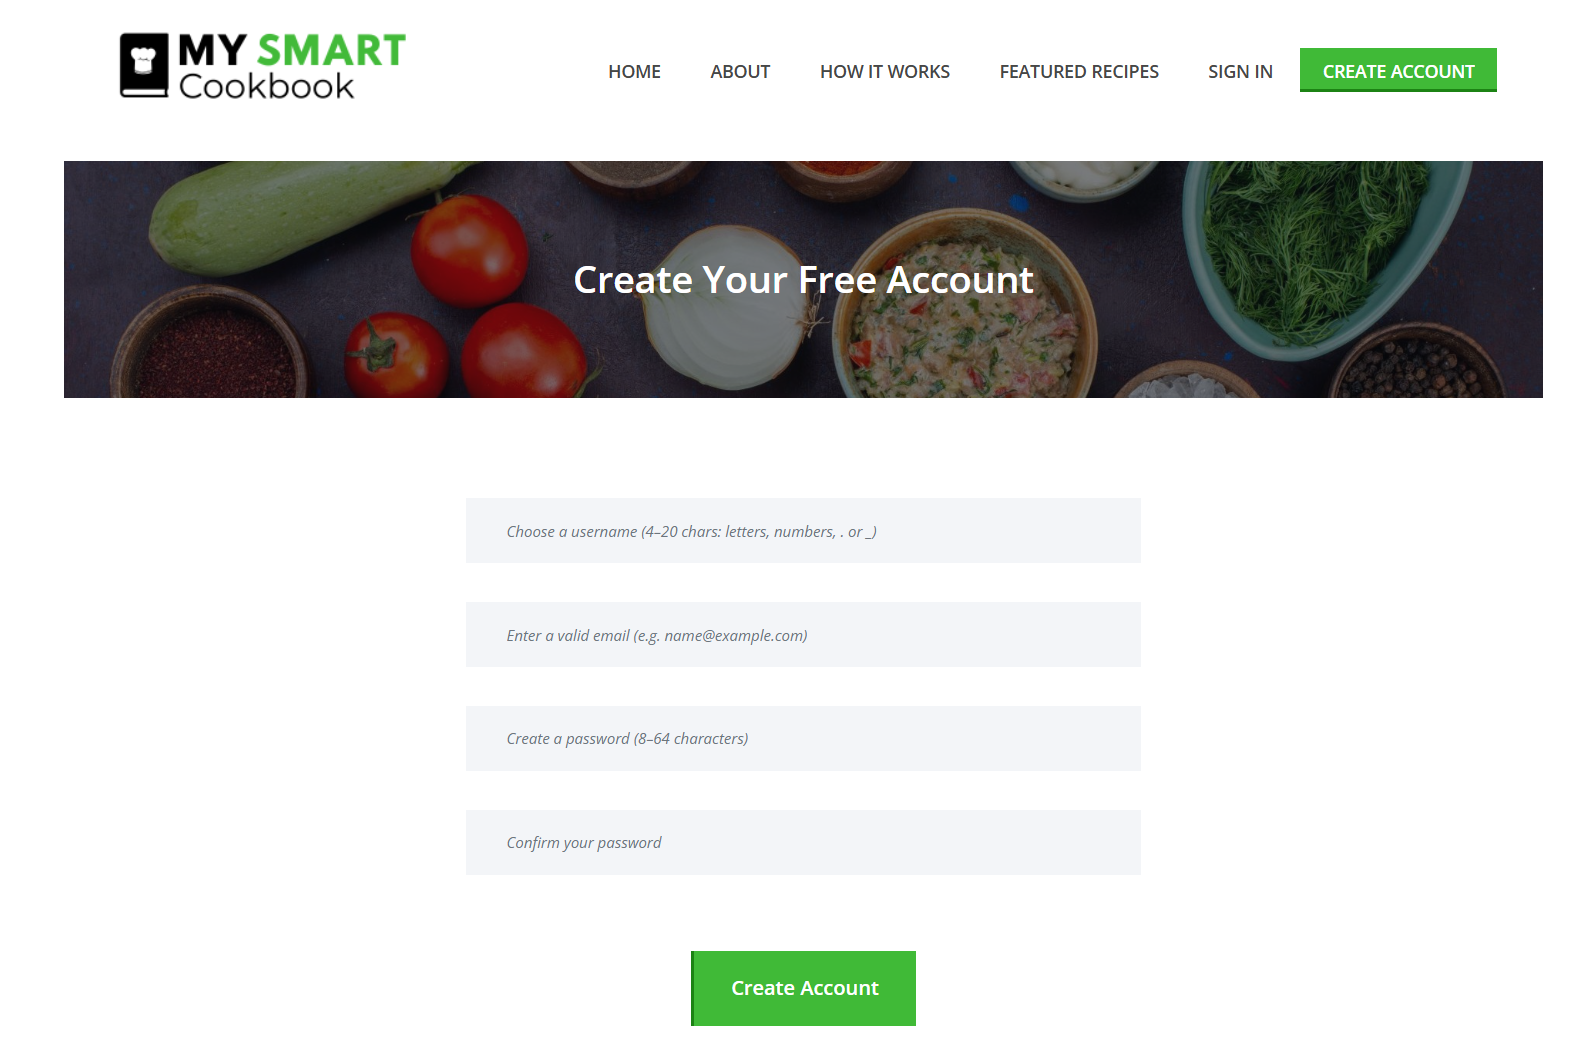 MY SMART
Cookbook
HOME ABOUT HOW IT WORKS FEATURED RECIPES SIGN IN CREATE ACCOUNT
Create Your Free Account
Choose a username (4–20 chars: letters, numbers, . or _)
Enter a valid email (e.g. name@example.com)
Create a password (8–64 characters)
Confirm your password
Create Account